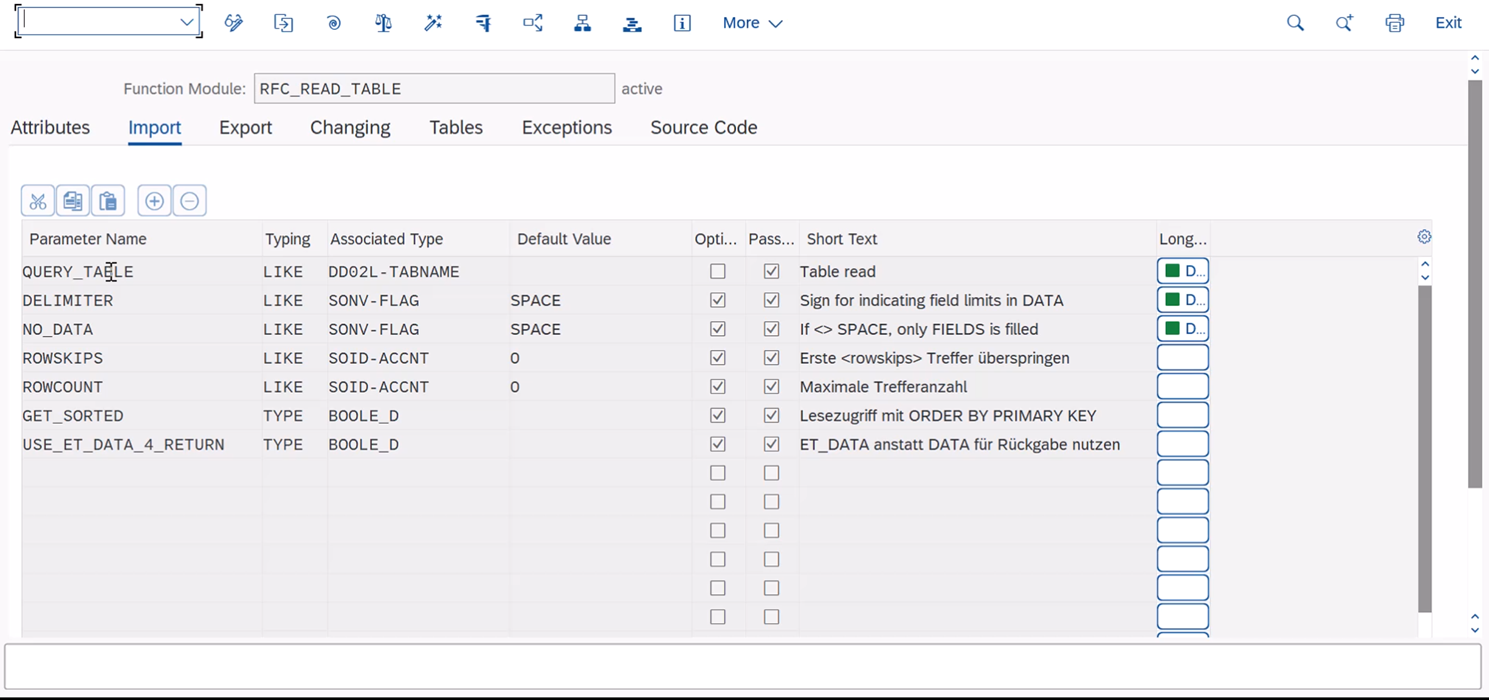 More Exit
Function Module: RFC_READ_TABLE active
Attributes Import Export Changing Tables Exceptions Source Code
Parameter Name Typing Associated Type Default Value Opti... Pass... Short Text Long...
QUERY_TABLE LIKE DD02L-TABNAME Table read D...
DELIMITER LIKE SONV-FLAG SPACE Sign for indicating field limits in DATA D...
NO_DATA LIKE SONV-FLAG SPACE If <> SPACE, only FIELDS is filled D...
ROWSKIPS LIKE SOID-ACCNT 0 Erste <rowskips> Treffer überspringen
ROWCOUNT LIKE SOID-ACCNT 0 Maximale Trefferanzahl
GET_SORTED TYPE BOOLE_D Lesezugriff mit ORDER BY PRIMARY KEY
USE_ET_DATA_4_RETURN TYPE BOOLE_D ET_DATA anstatt DATA für Rückgabe nutzen